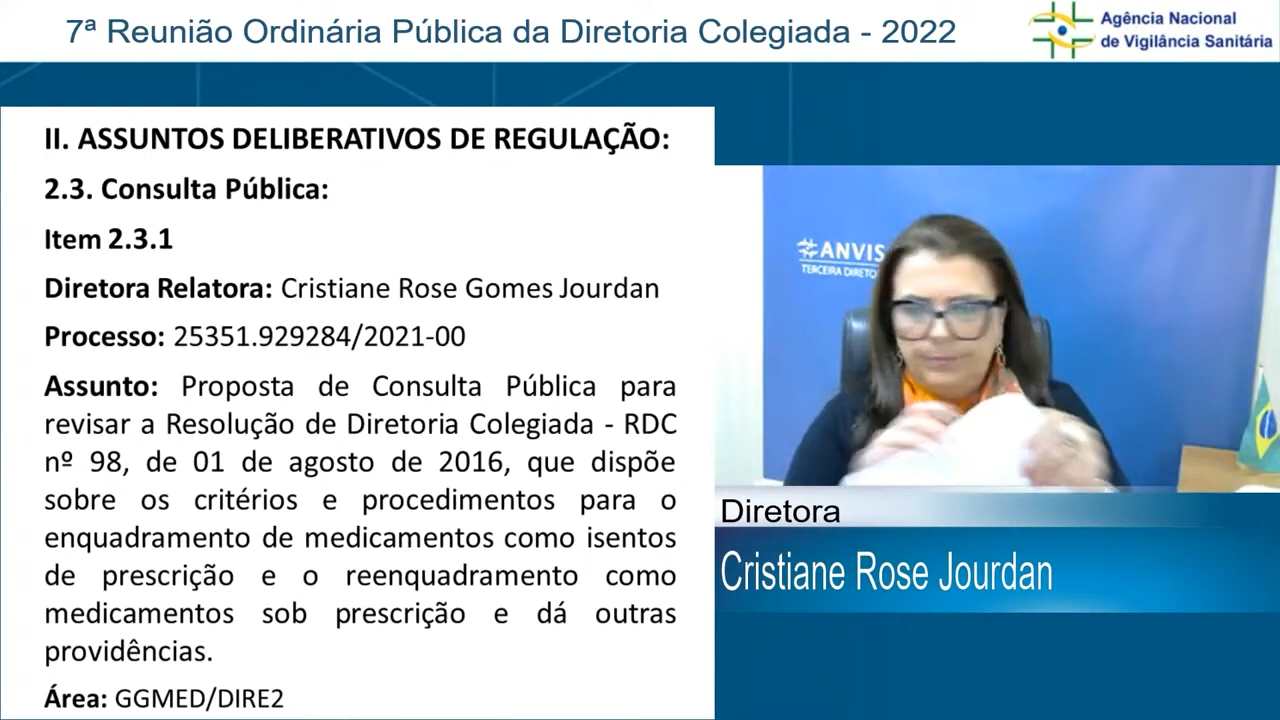 7ª Reunião Ordinária Pública da Diretoria Colegiada - 2022
Agência Nacional
de Vigilância Sanitária
II. ASSUNTOS DELIBERATIVOS DE REGULAÇÃO:
2.3. Consulta Pública:
Item 2.3.1
Diretora Relatora: Cristiane Rose Gomes Jourdan
Processo: 25351.929284/2021-00
Assunto: Proposta de Consulta Pública para
revisar a Resolução de Diretoria Colegiada - RDC
nº 98, de 01 de agosto de 2016, que dispõe
sobre os critérios e procedimentos para o
enquadramento de medicamentos como isentos
de prescrição e o reenquadramento como
medicamentos sob prescrição e dá outras
providências.
Área: GGMED/DIRE2
ANVIS
TERCEIRA DIRETO
Diretora
Cristiane Rose Jourdan